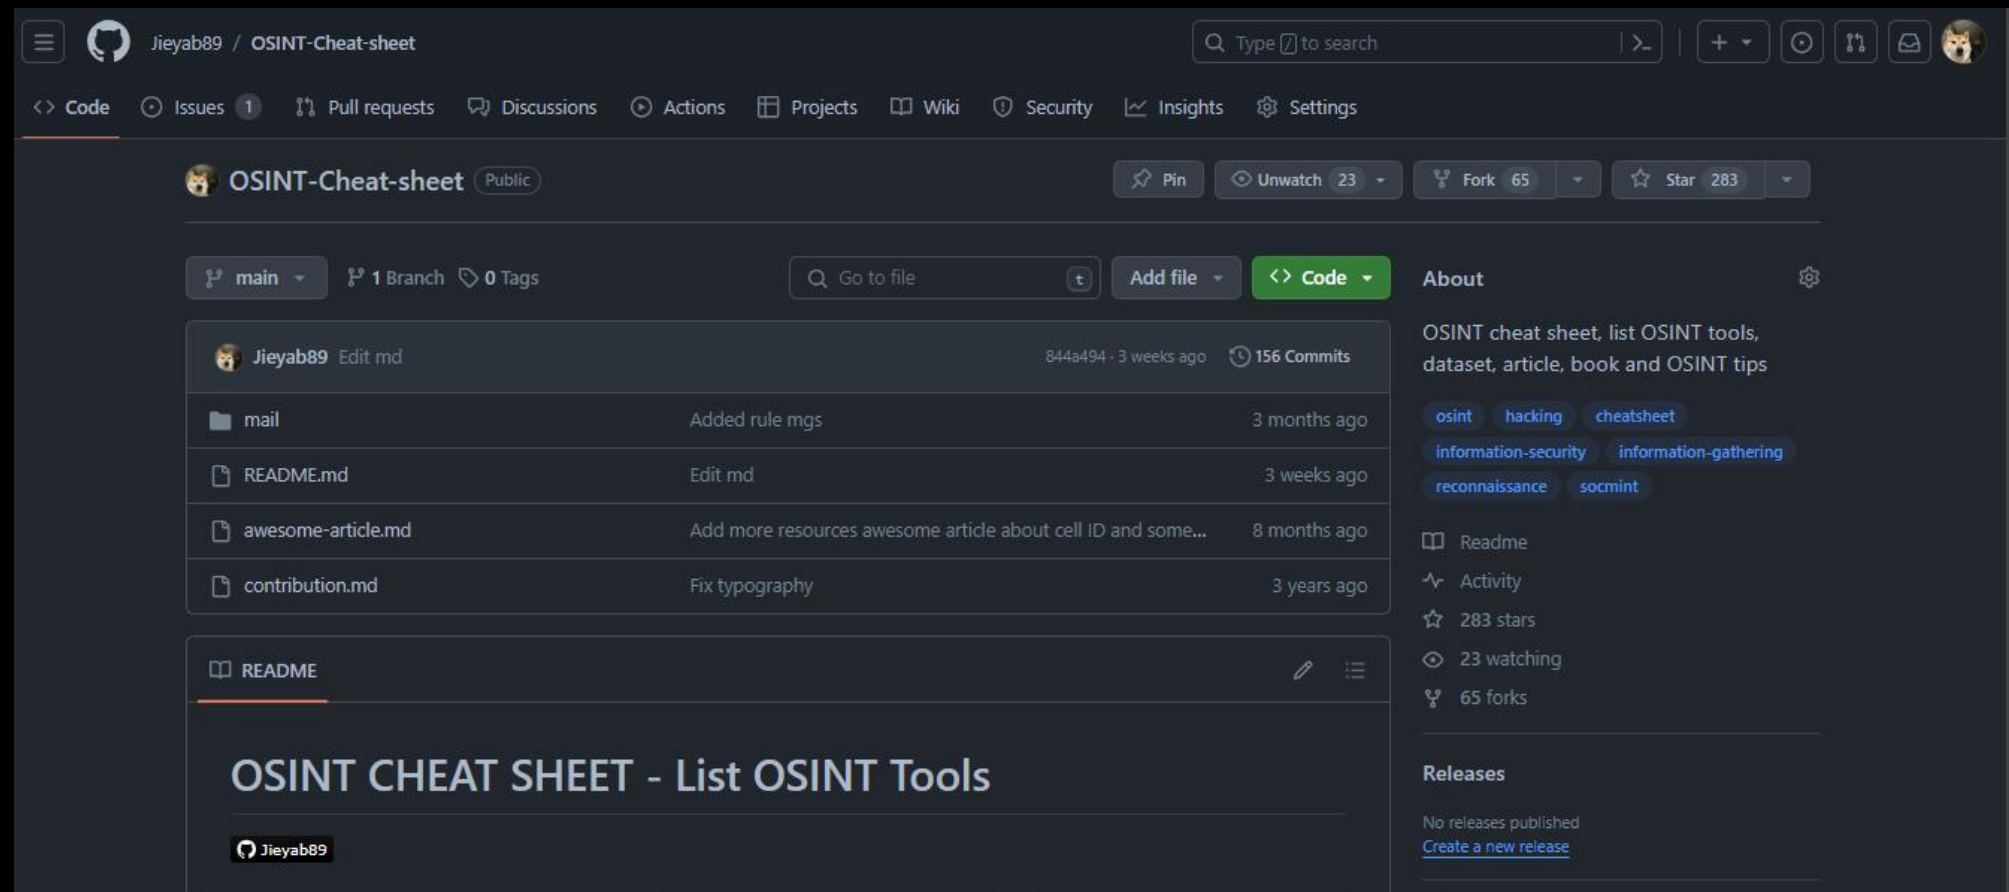 Jieyab89 / OSINT-Cheat-sheet
Type / to search
Code Issues 1 Pull requests Discussions Actions Projects Wiki Security Insights Settings
OSINT-Cheat-sheet Public
Pin Unwatch 23 Fork 65 Star 283
main 1 Branch 0 Tags Go to file t Add file Code
Jieyab89 Edit md 844a494 · 3 weeks ago 156 Commits
mail Added rule mgs 3 months ago
README.md Edit md 3 weeks ago
awesome-article.md Add more resources awesome article about cell ID and some... 8 months ago
contribution.md Fix typography 3 years ago
README
OSINT CHEAT SHEET - List OSINT Tools
Jieyab89
About
OSINT cheat sheet, list OSINT tools,
dataset, article, book and OSINT tips
osint hacking cheatsheet
information-security information-gathering
reconnaissance socmint
Readme
Activity
283 stars
23 watching
65 forks
Releases
No releases published
Create a new release